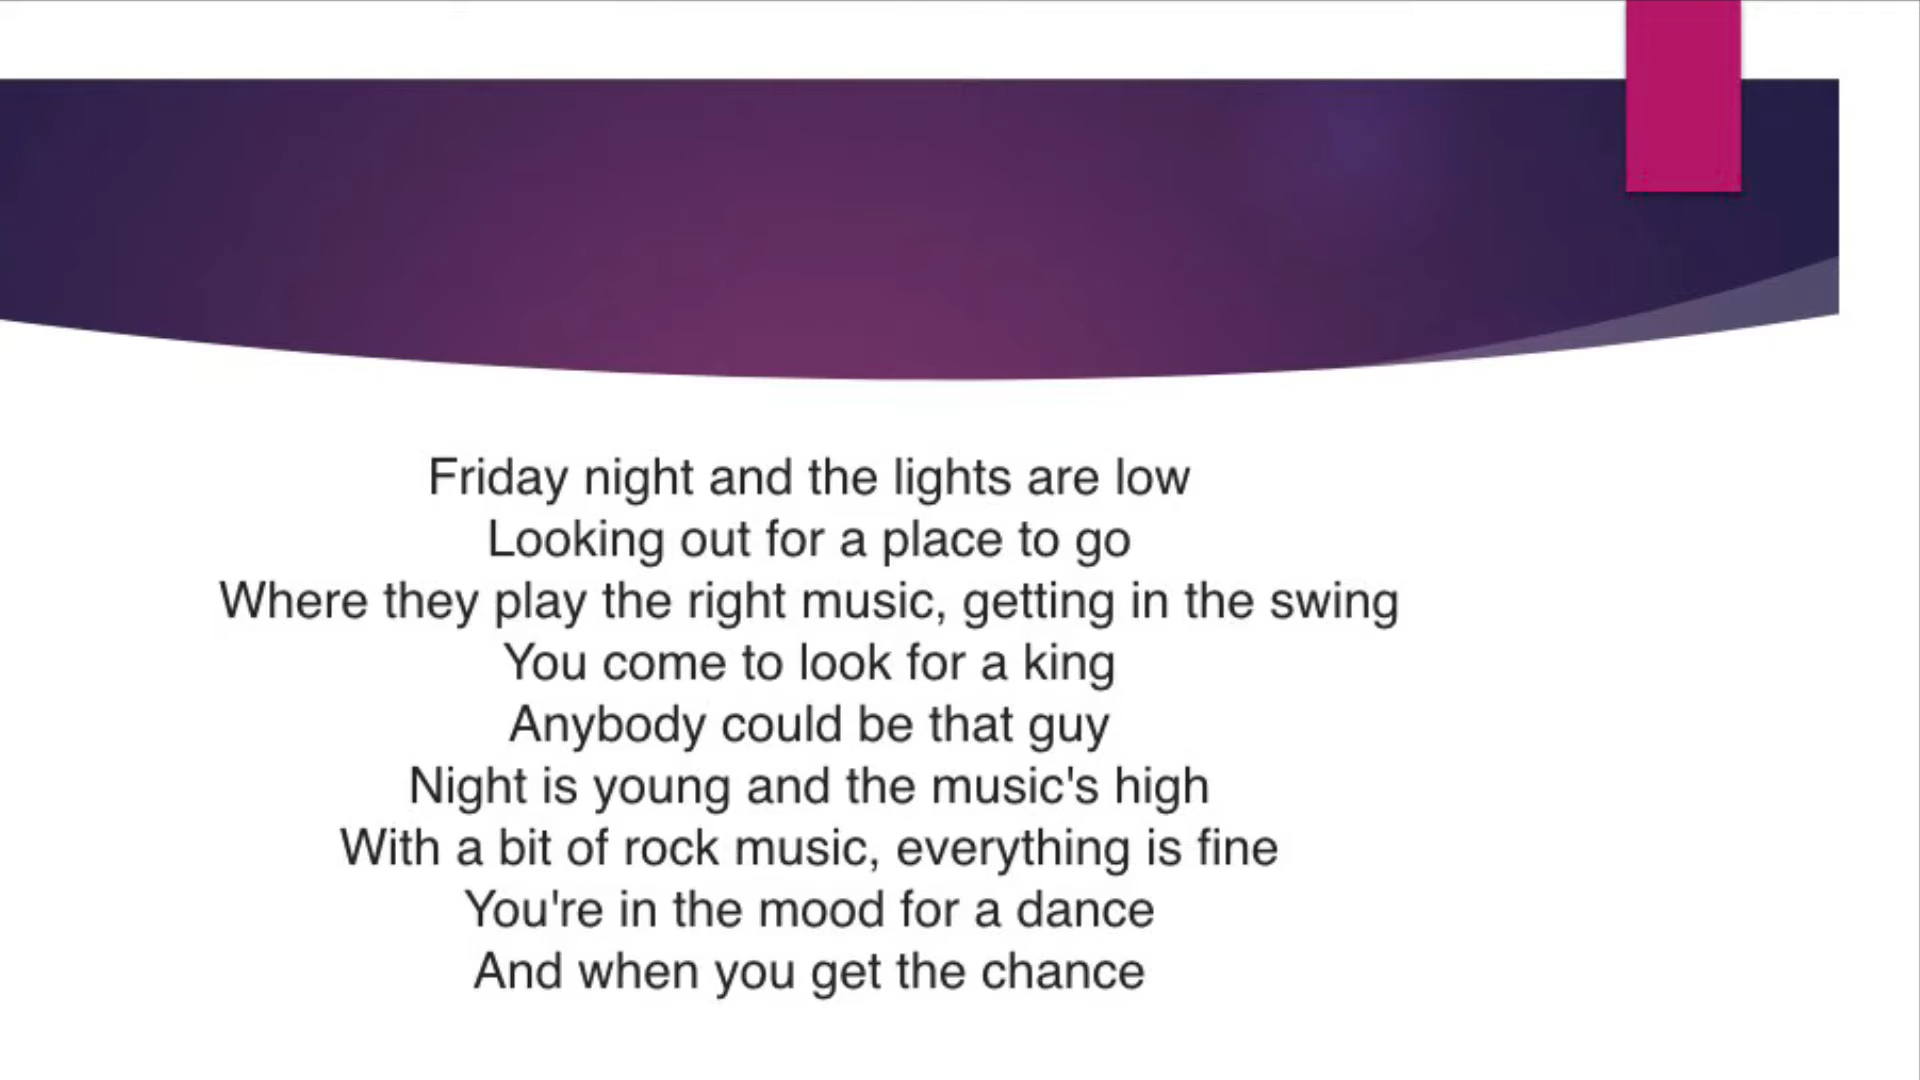 Friday night and the lights are low
Looking out for a place to go
Where they play the right music, getting in the swing
You come to look for a king
Anybody could be that guy
Night is young and the music's high
With a bit of rock music, everything is fine
You're in the mood for a dance
And when you get the chance